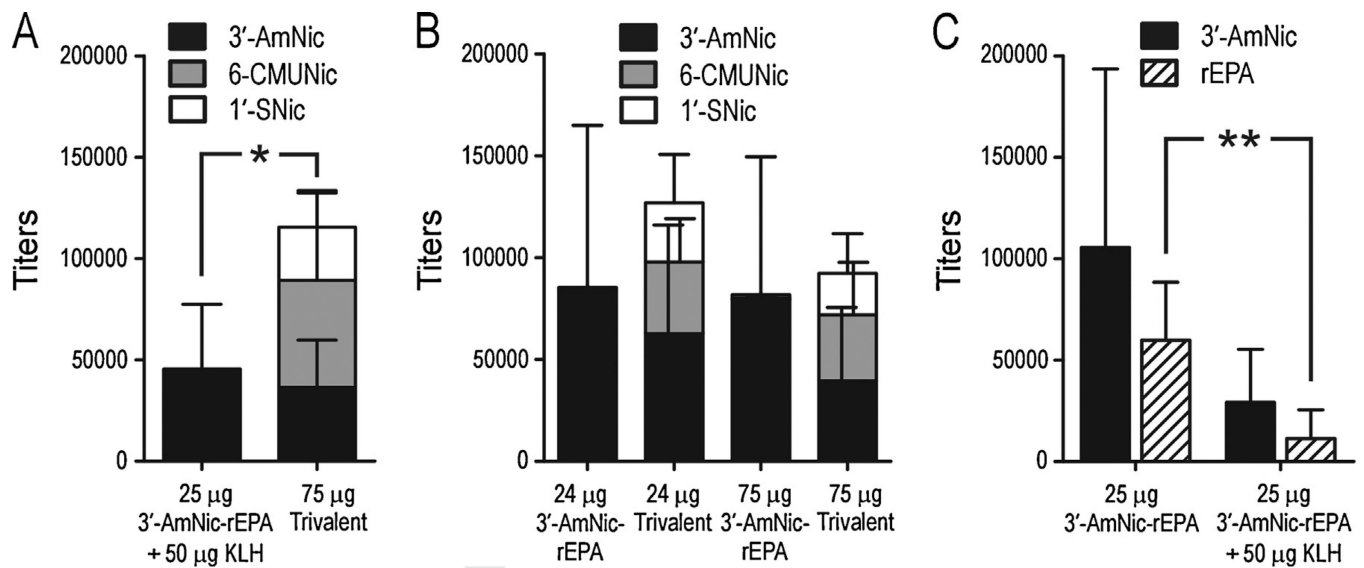 A
3′-AmNic
6-CMUNic
1′-SNic
200000
150000
100000
50000
0
Titers
*
25 µg
3′-AmNic-rEPA
+ 50 µg KLH
75 µg
Trivalent
B
3′-AmNic
6-CMUNic
1′-SNic
200000
150000
100000
50000
0
Titers
24 µg
3′-AmNic-
rEPA
24 µg
Trivalent
75 µg
3′-AmNic-
rEPA
75 µg
Trivalent
C
3′-AmNic
rEPA
200000
150000
100000
50000
0
Titers
**
25 µg
3′-AmNic-rEPA
25 µg
3′-AmNic-rEPA
+ 50 µg KLH